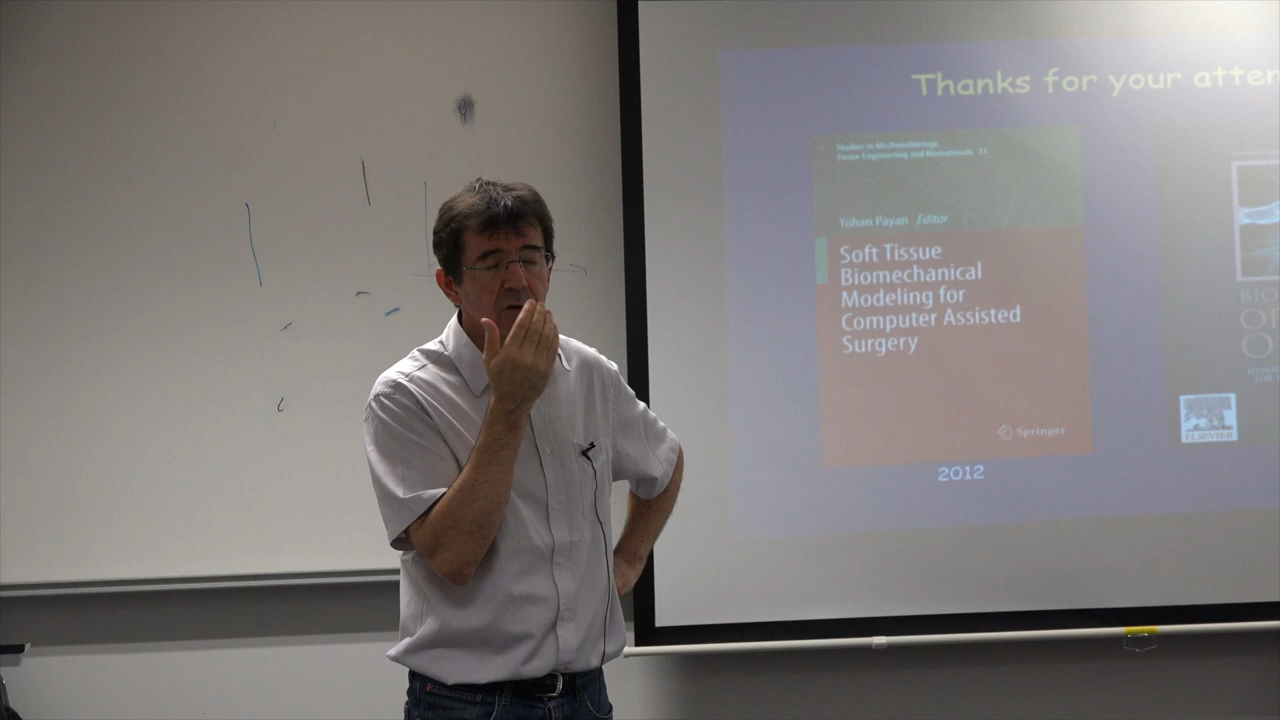 Thanks for your atten
Studies in Mechanobiology,
Tissue Engineering and Biomaterials 11
Yohan Payan Editor
Soft Tissue
Biomechanical
Modeling for
Computer Assisted
Surgery
Springer
2012
BIO
O
O
ELSEVIER